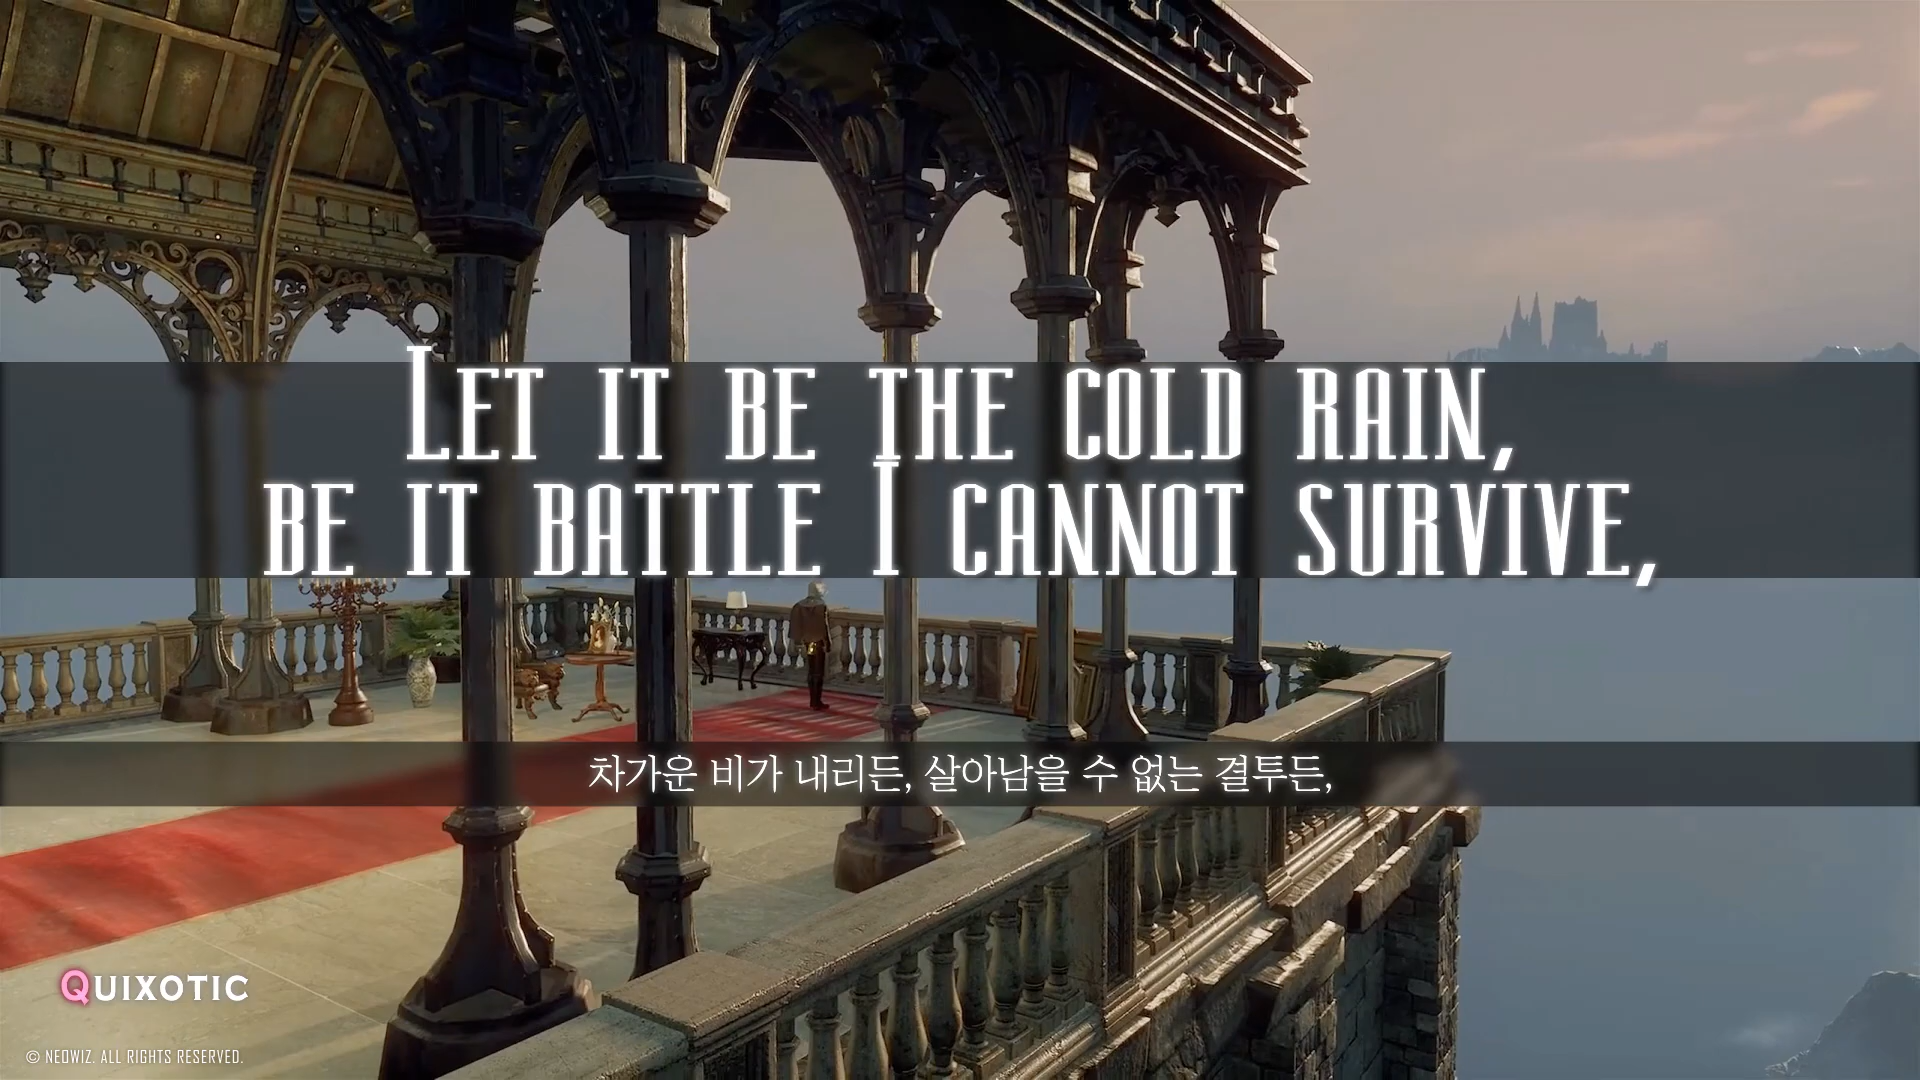 Let it be the cold rain,
be it battle I cannot survive,
차가운 비가 내리든, 살아남을 수 없는 결투든,
Quixotic
© NEOWIZ. ALL RIGHTS RESERVED.